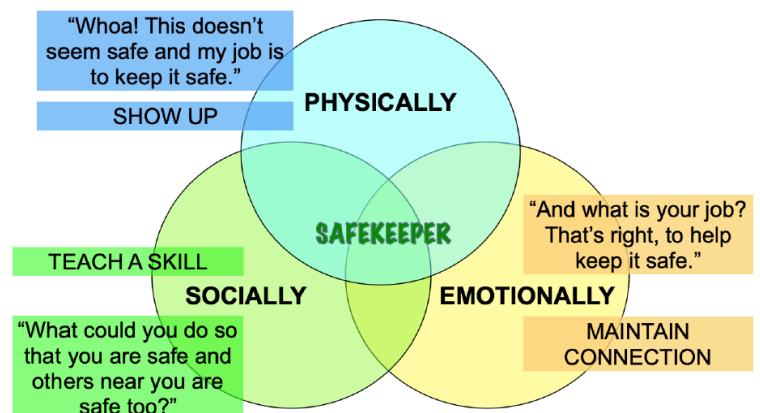 “Whoa! This doesn’t
seem safe and my job is
to keep it safe.”
SHOW UP
PHYSICALLY
SAFEKEEPER
“And what is your job?
That’s right, to help
keep it safe.”
TEACH A SKILL
SOCIALLY
EMOTIONALLY
“What could you do so
that you are safe and
others near you are
safe too?”
MAINTAIN
CONNECTION